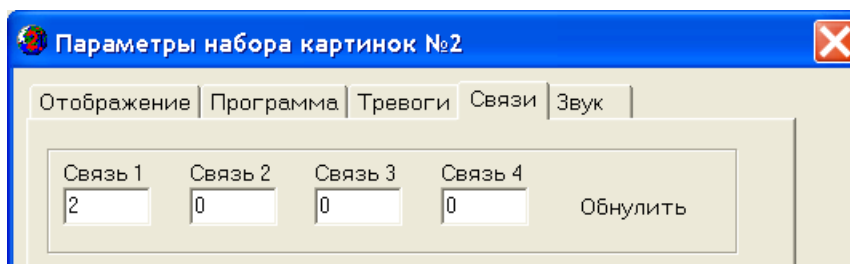 Параметры набора картинок №2
Отображение Программа Тревоги Связи Звук
Связь 1 Связь 2 Связь 3 Связь 4
2 0 0 0 Обнулить